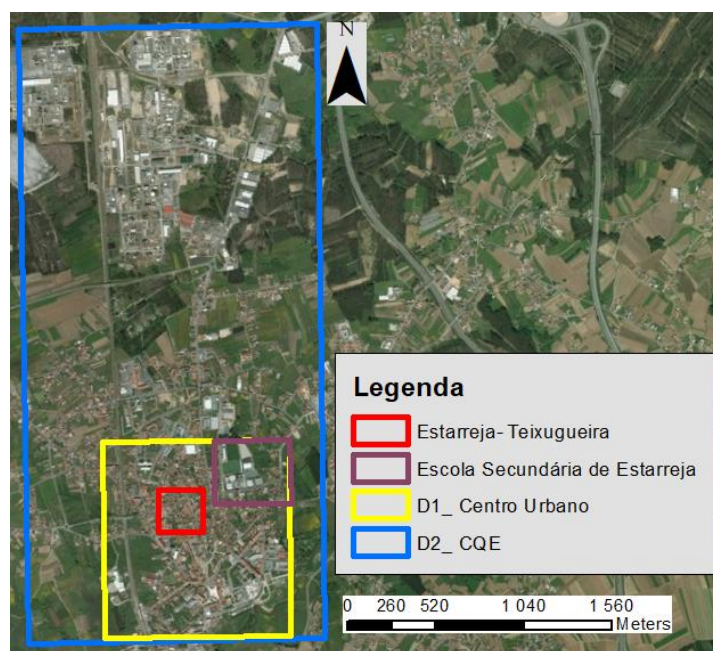 N
Legenda
Estarreja- Teixugueira
Escola Secundária de Estarreja
D1_ Centro Urbano
D2_ CQE
0 260 520 1 040 1 560
Meters